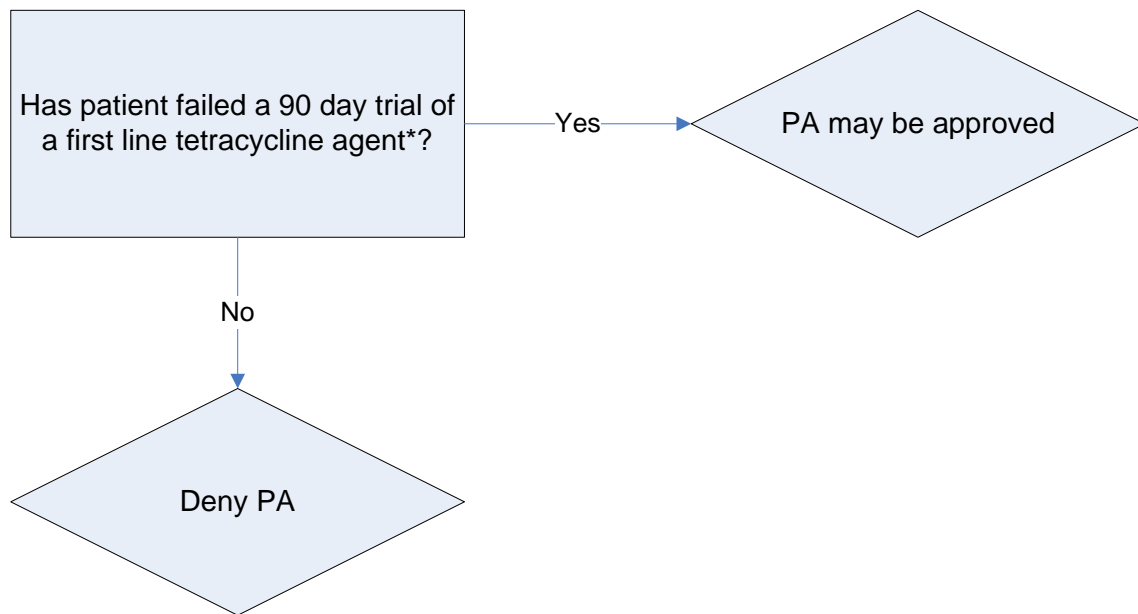 Has patient failed a 90 day trial of
a first line tetracycline agent*?
Yes
PA may be approved
No
Deny PA